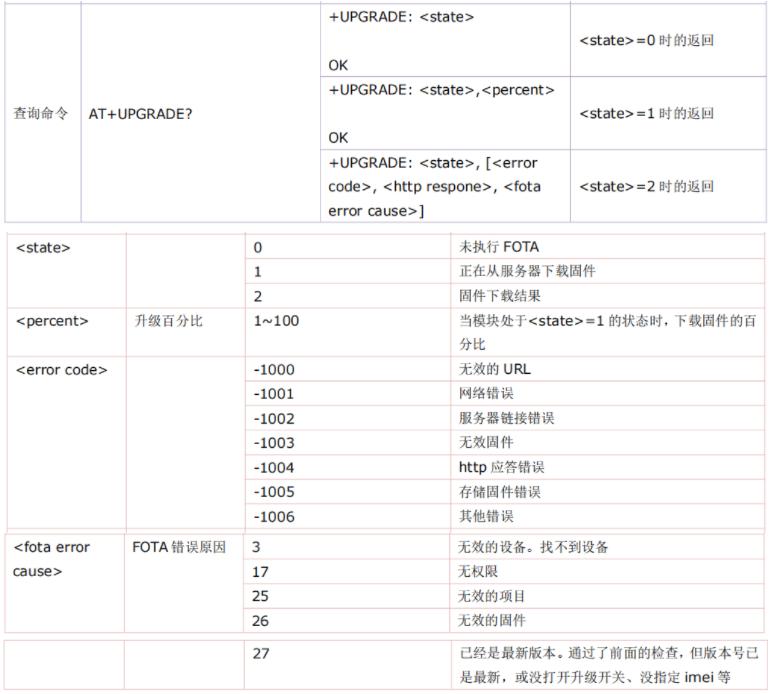 +UPGRADE: <state>
OK
<state>=0 时的返回
查询命令
AT+UPGRADE?
+UPGRADE: <state>,<percent>
OK
<state>=1 时的返回
+UPGRADE: <state>, [<error
code>, <http respone>, <fota
error cause>]
<state>=2 时的返回
<state>
0
未执行 FOTA
1
正在从服务器下载固件
2
固件下载结果
<percent>
升级百分比
1~100
当模块处于<state>=1 的状态时，下载固件的百
分比
<error code>
-1000
无效的 URL
-1001
网络错误
-1002
服务器链接错误
-1003
无效固件
-1004
http 应答错误
-1005
存储固件错误
-1006
其他错误
<fota error
cause>
FOTA 错误原因
3
无效的设备。找不到设备
17
无权限
25
无效的项目
26
无效的固件
27
已经是最新版本。通过了前面的检查，但版本号已
是最新，或没打开升级开关、没指定 imei 等